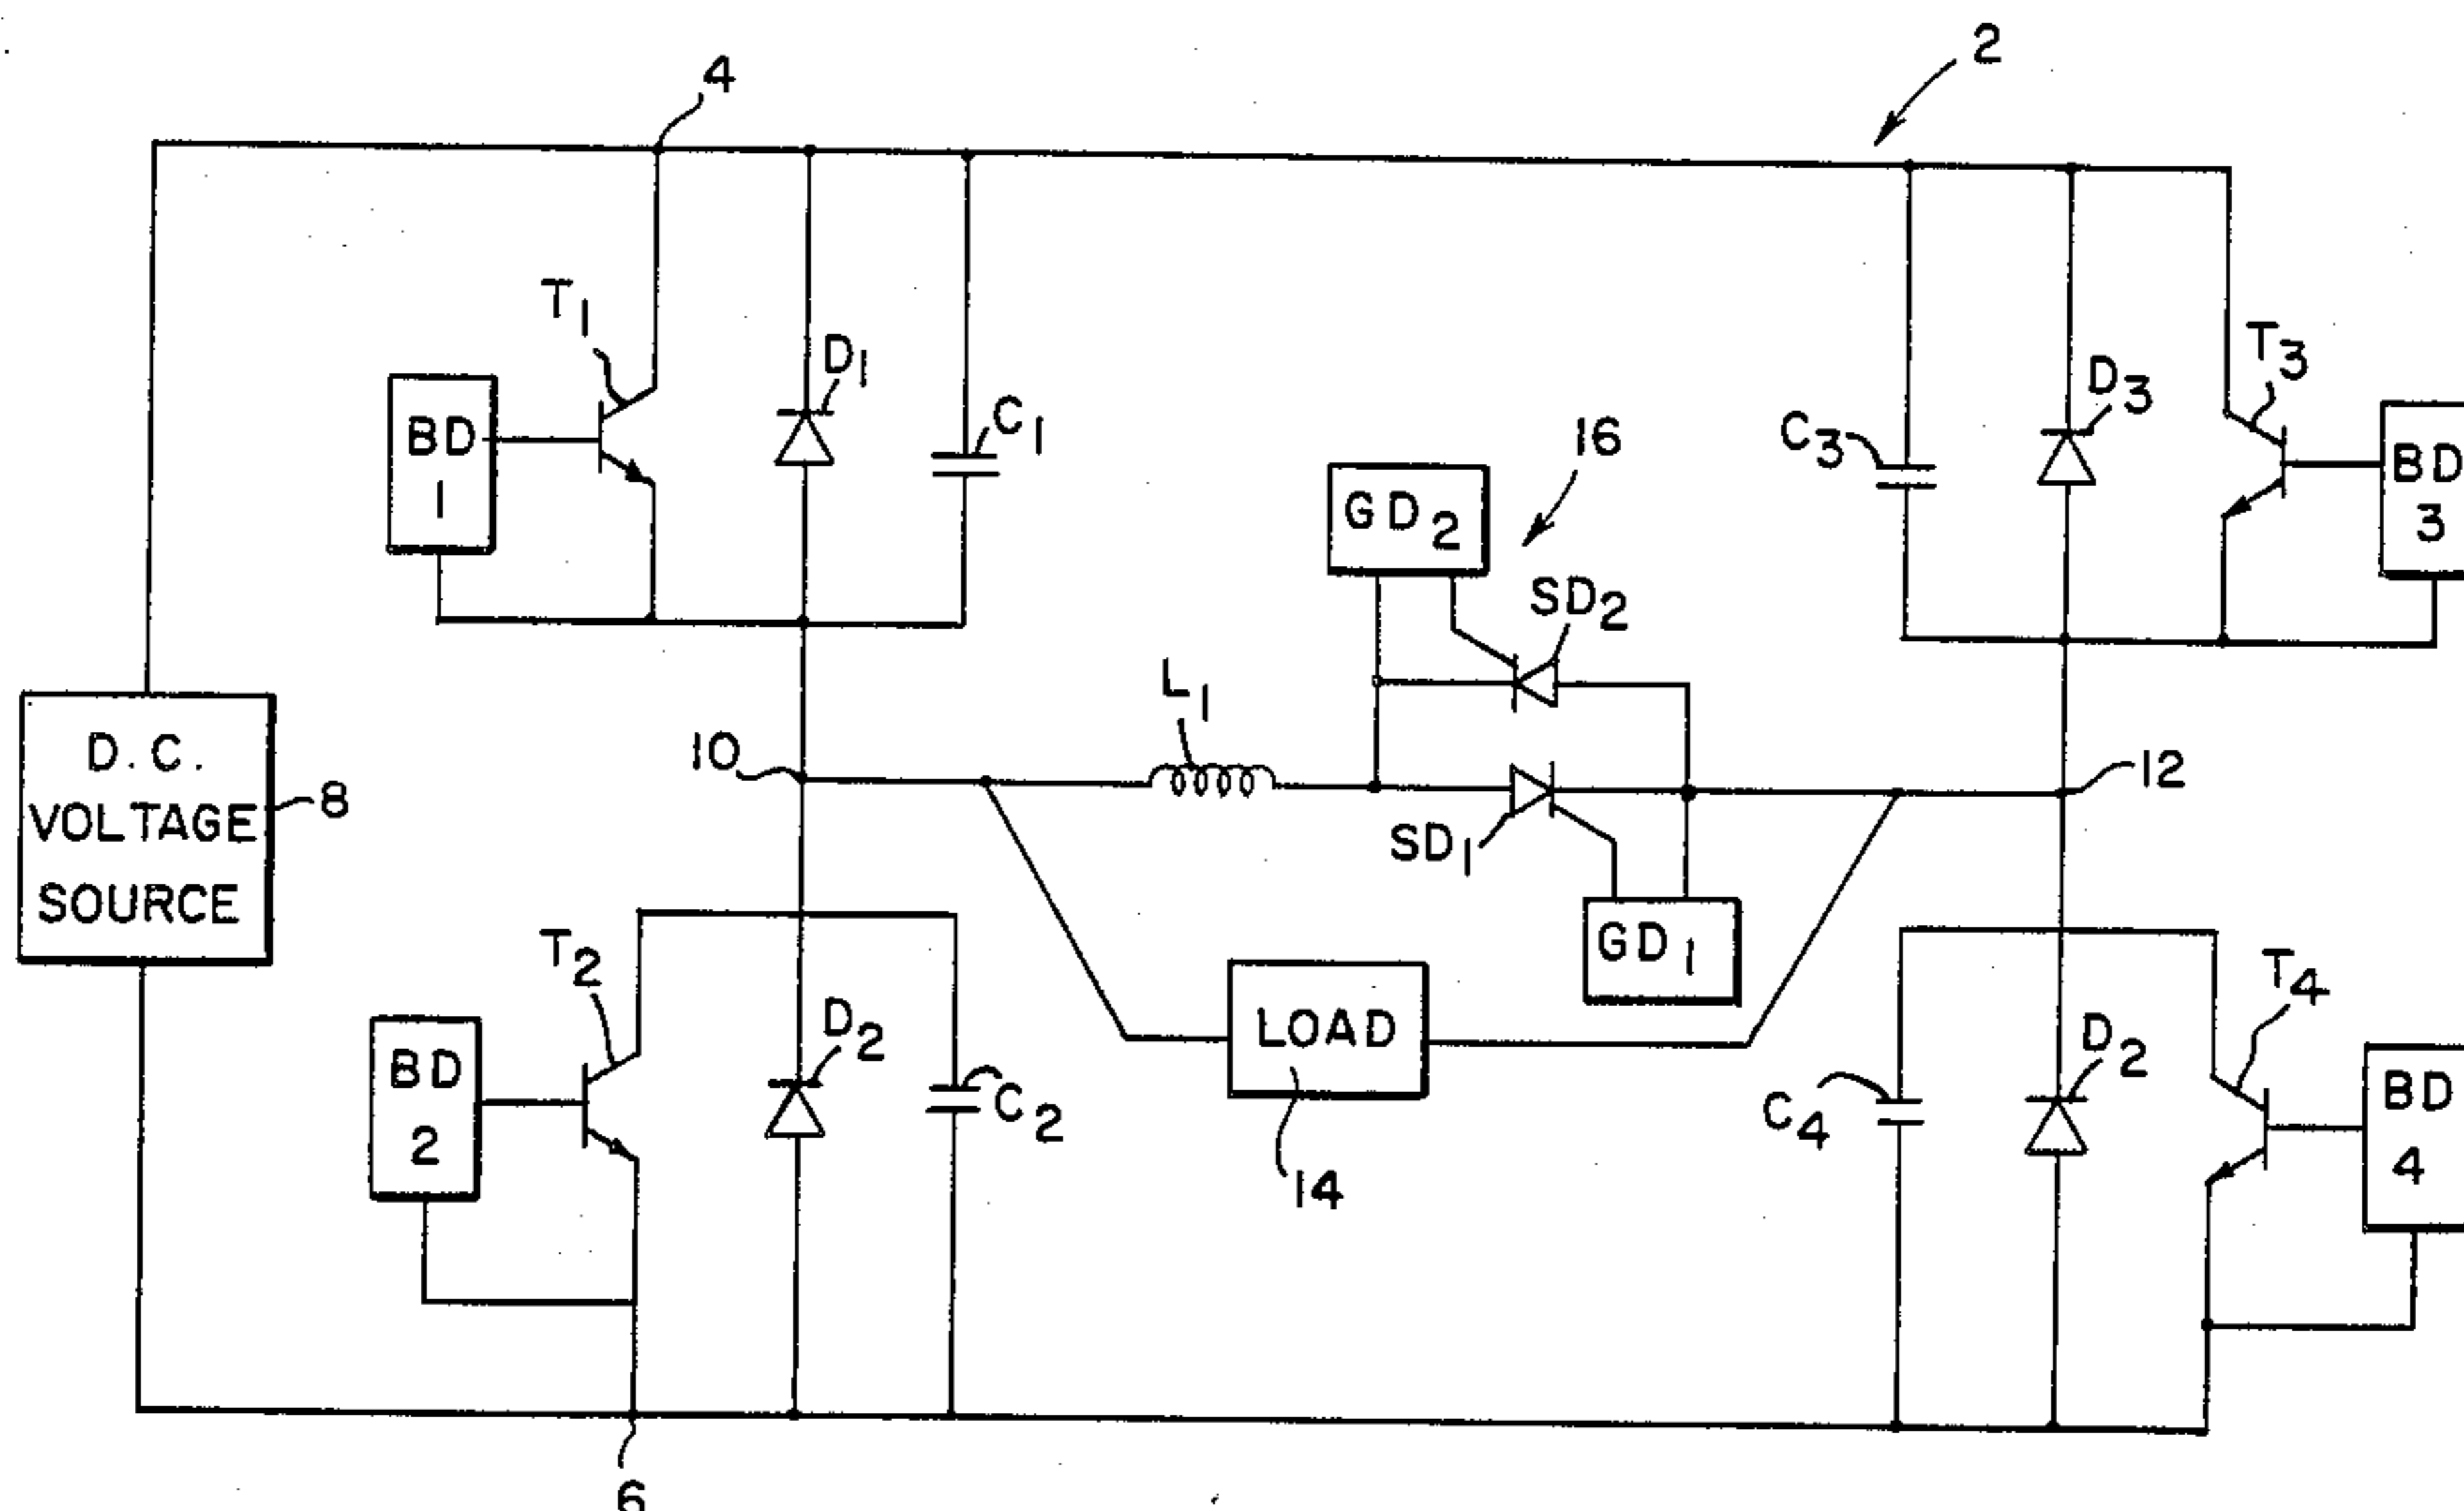 2
4
T1
D1
C1
BD
1
C3
D3
T3
BD
3
16
GD2
SD2
L1
10
12
SD1
GD1
D.C.
VOLTAGE
SOURCE
8
T2
D2
C2
BD
2
LOAD
14
C4
D2
T4
BD
4
6